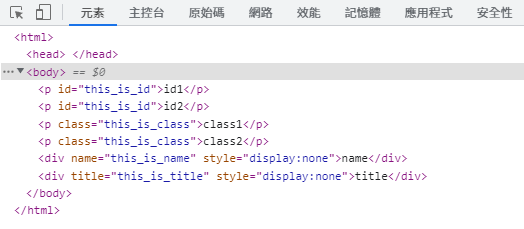 元素 主控台 原始碼 網路 效能 記憶體 應用程式 安全性
<html>
<head> </head>
··· ▼<body> == $0
<p id="this_is_id">id1</p>
<p id="this_is_id">id2</p>
<p class="this_is_class">class1</p>
<p class="this_is_class">class2</p>
<div name="this_is_name" style="display:none">name</div>
<div title="this_is_title" style="display:none">title</div>
</body>
</html>